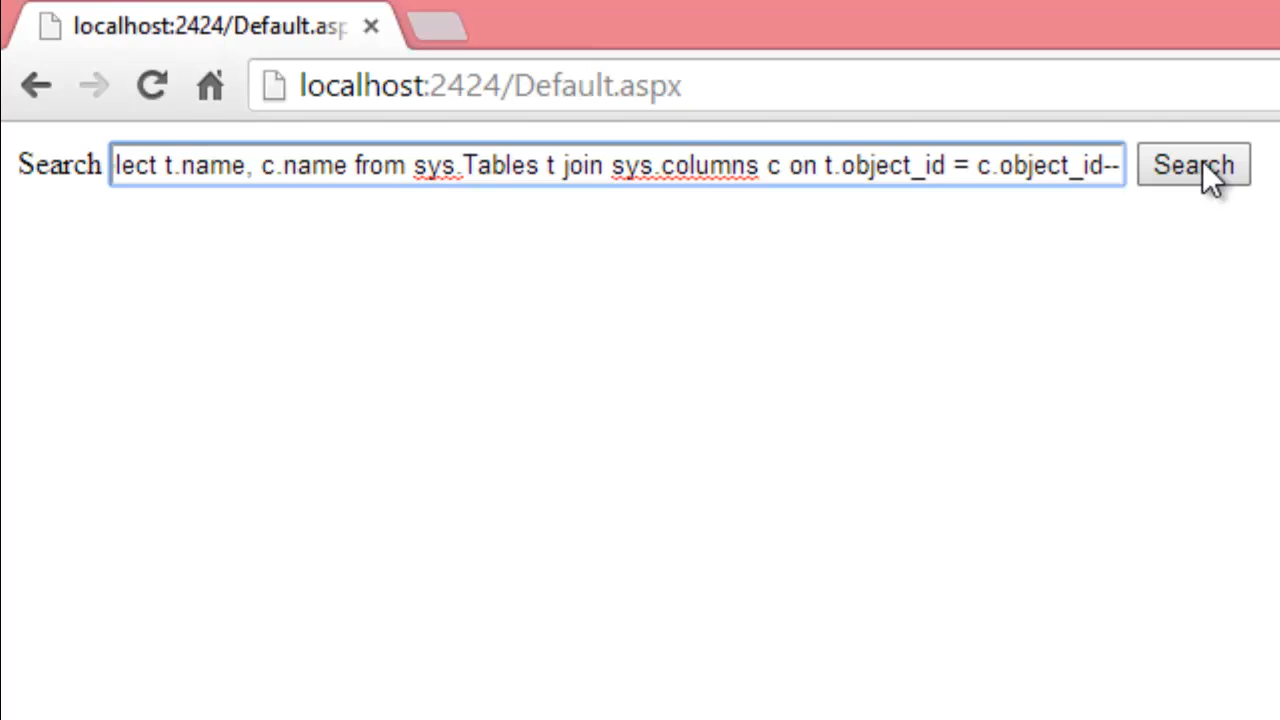 localhost:2424/Default.asp
localhost:2424/Default.aspx
Search lect t.name, c.name from sys.Tables t join sys.columns c on t.object_id = c.object_id-- Search